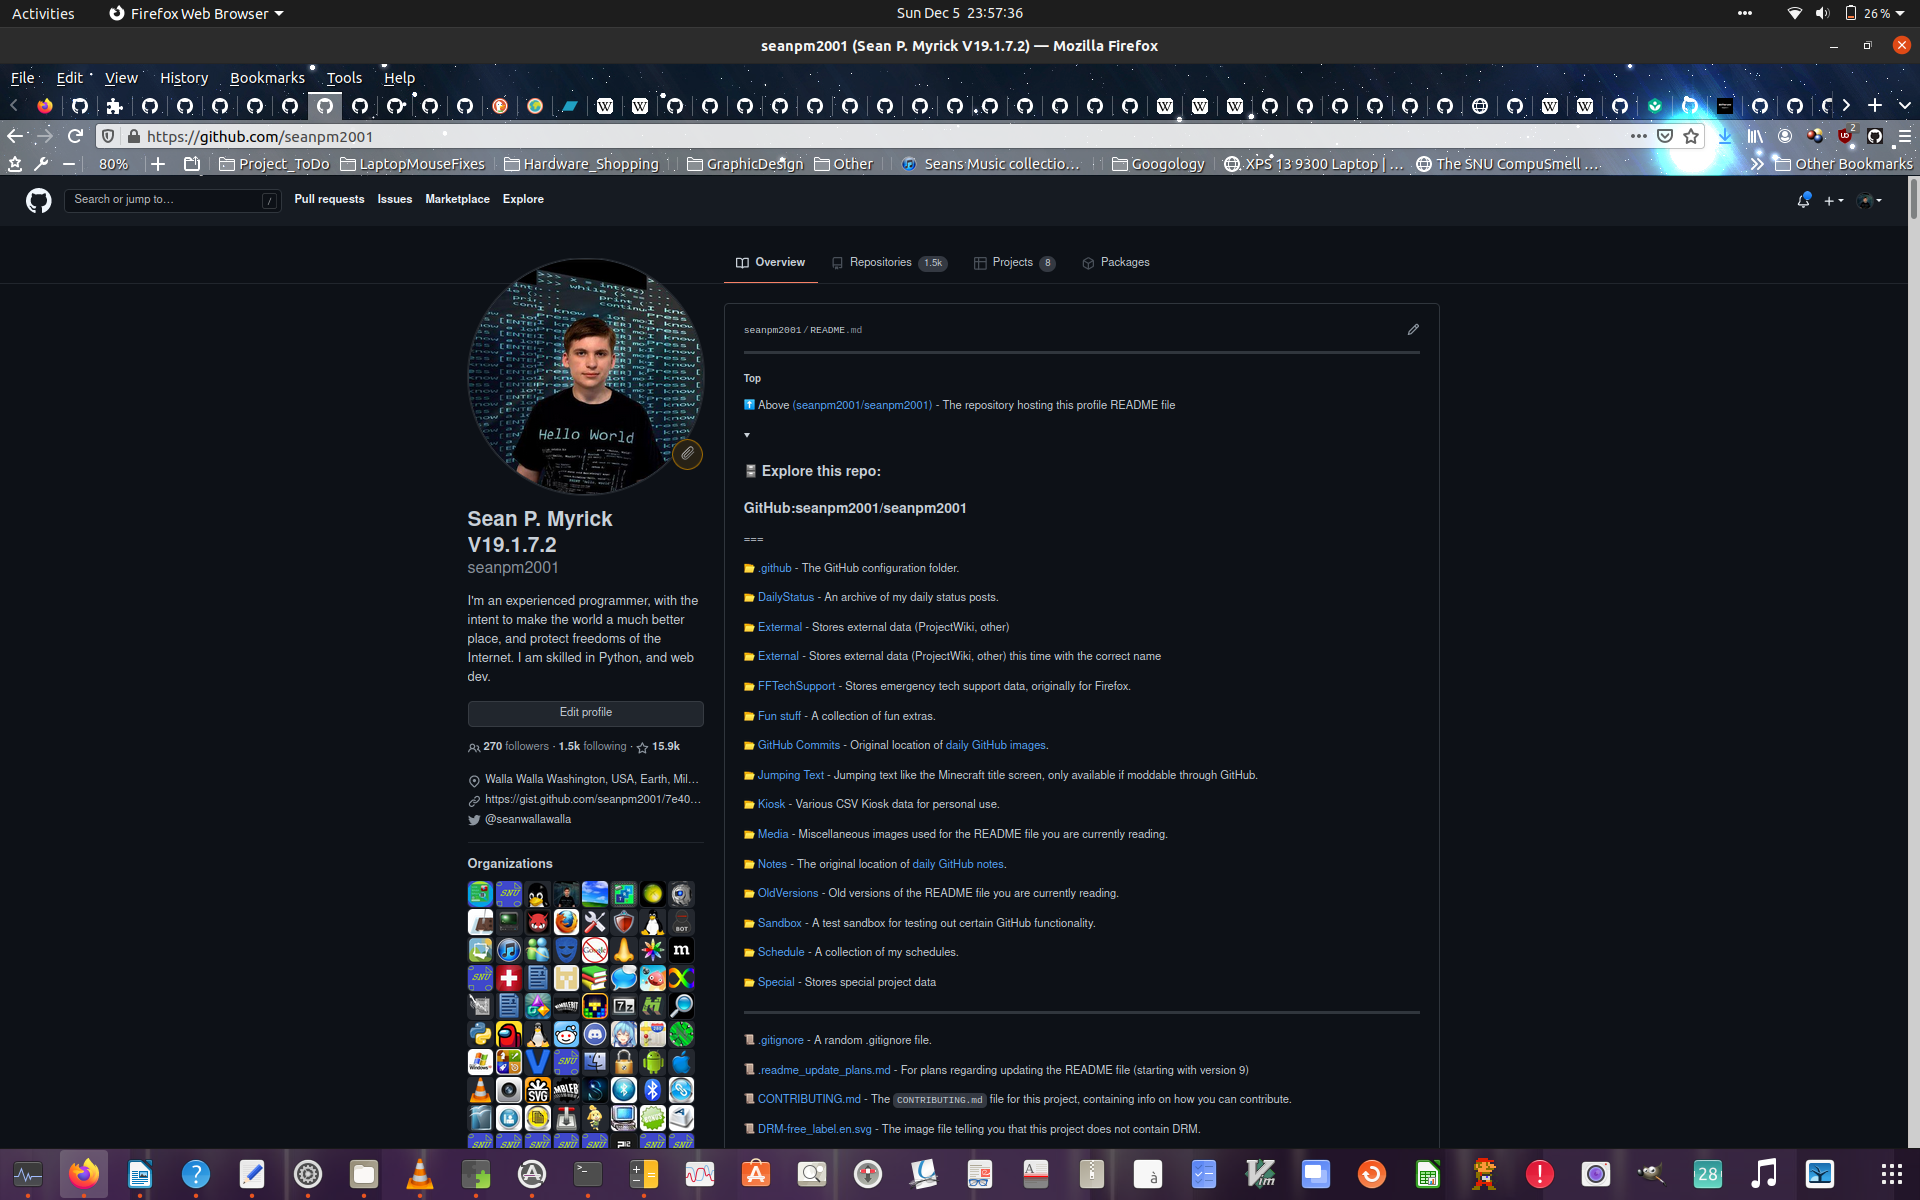 Activities
Firefox Web Browser
Sun Dec 5 23:57:36
26%
seanpm2001 (Sean P. Myrick V19.1.7.2) — Mozilla Firefox
File Edit View History Bookmarks Tools Help
https://github.com/seanpm2001
80%
Project_ToDo
LaptopMouseFixes
Hardware_Shopping
GraphicDesign
Other
Seans Music collectio…
Googology
XPS 13 9300 Laptop | …
The SNU CompuSmell …
Other Bookmarks
Search or jump to…
/
Pull requests Issues Marketplace Explore
Overview
Repositories 1.5k
Projects 8
Packages
Hello World
Sean P. Myrick
V19.1.7.2
seanpm2001
I'm an experienced programmer, with the
intent to make the world a much better
place, and protect freedoms of the
Internet. I am skilled in Python, and web
dev.
Edit profile
270 followers · 1.5k following · 15.9k
Walla Walla Washington, USA, Earth, Mil…
https://gist.github.com/seanpm2001/7e40…
@seanwallawalla
Organizations
seanpm2001/README.md
Top
Above (seanpm2001/seanpm2001) - The repository hosting this profile README file
Explore this repo:
GitHub:seanpm2001/seanpm2001
===
.github - The GitHub configuration folder.
DailyStatus - An archive of my daily status posts.
Extermal - Stores external data (ProjectWiki, other)
External - Stores external data (ProjectWiki, other) this time with the correct name
FFTechSupport - Stores emergency tech support data, originally for Firefox.
Fun stuff - A collection of fun extras.
GitHub Commits - Original location of daily GitHub images.
Jumping Text - Jumping text like the Minecraft title screen, only available if moddable through GitHub.
Kiosk - Various CSV Kiosk data for personal use.
Media - Miscellaneous images used for the README file you are currently reading.
Notes - The original location of daily GitHub notes.
OldVersions - Old versions of the README file you are currently reading.
Sandbox - A test sandbox for testing out certain GitHub functionality.
Schedule - A collection of my schedules.
Special - Stores special project data
.gitignore - A random .gitignore file.
.readme_update_plans.md - For plans regarding updating the README file (starting with version 9)
CONTRIBUTING.md - The CONTRIBUTING.md file for this project, containing info on how you can contribute.
DRM-free_label.en.svg - The image file telling you that this project does not contain DRM.
28